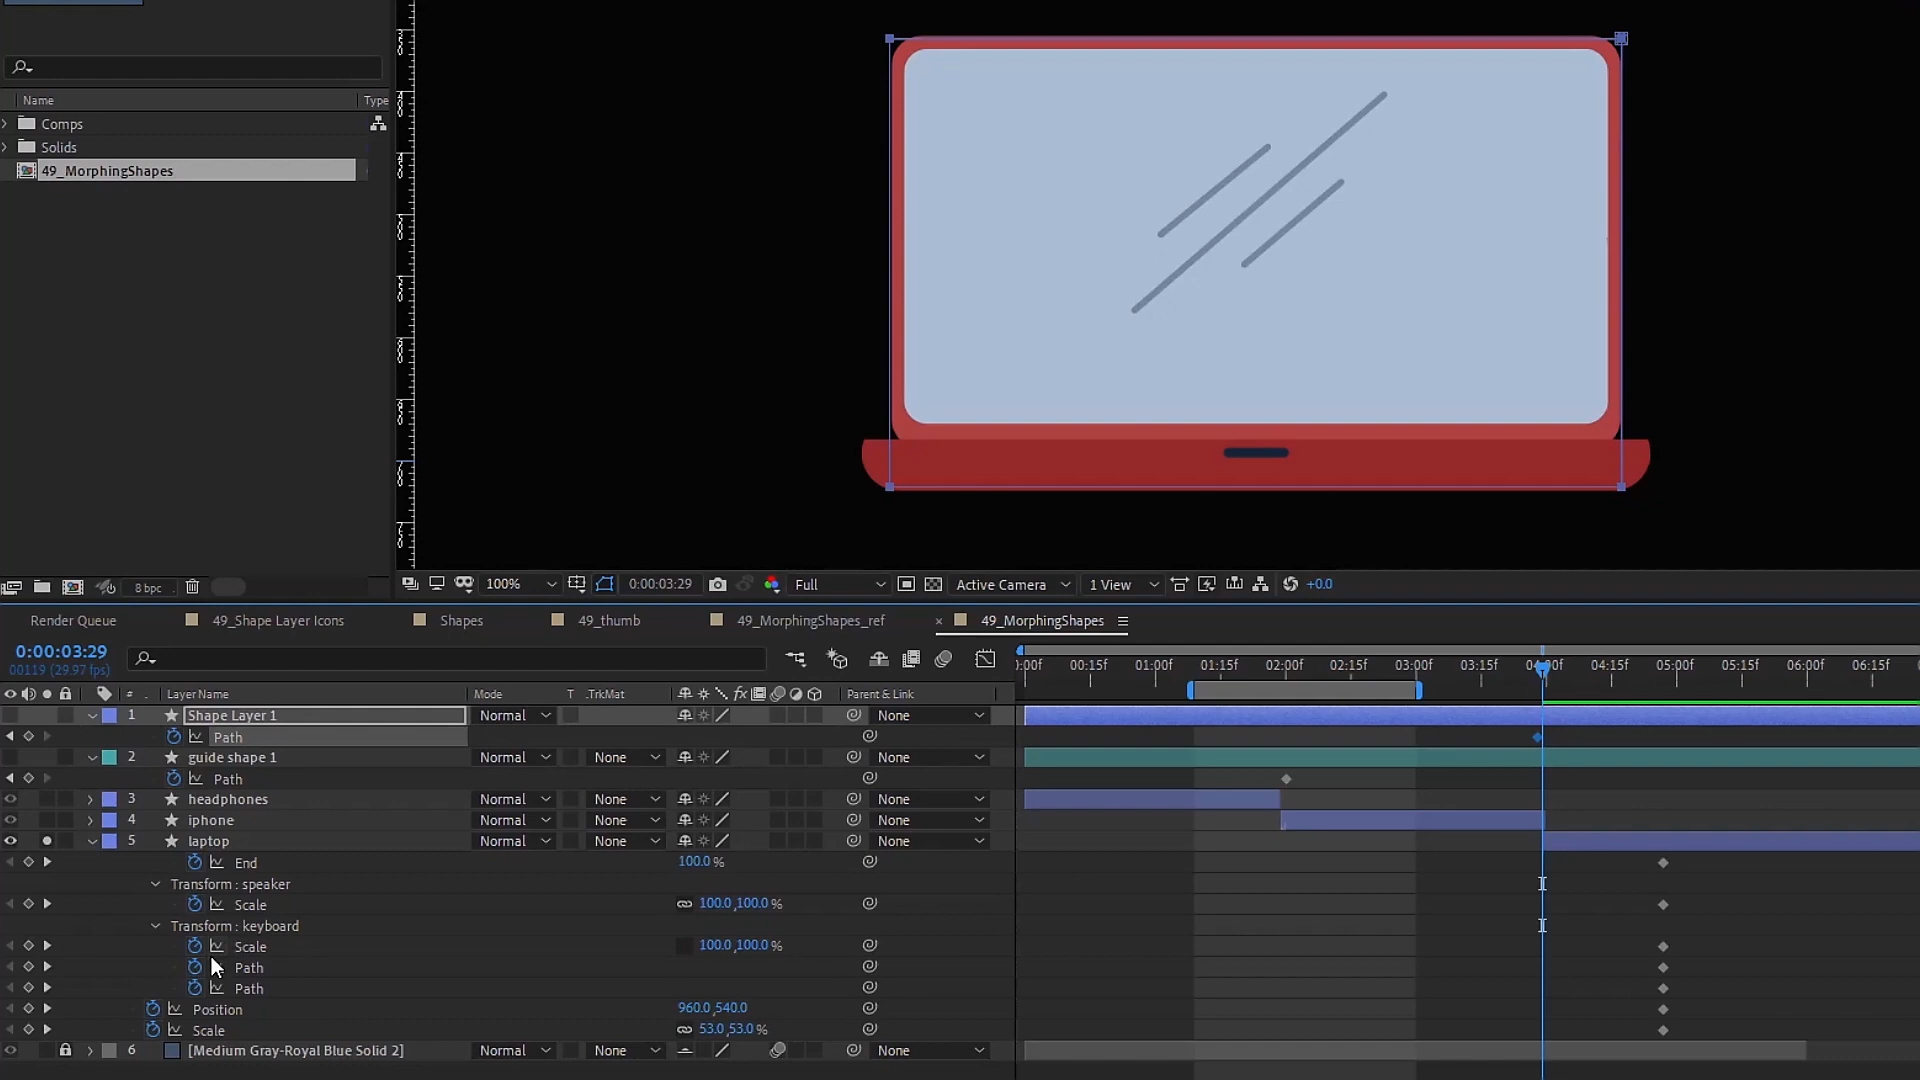 Name Type
Comps
Solids
49_MorphingShapes
8 bpc
100% 0:00:03:29 Full Active Camera 1 View +0.0
Render Queue 49_Shape Layer Icons Shapes 49_thumb 49_MorphingShapes_ref × 49_MorphingShapes
0:00:03:29
00119 (29.97 fps)
):00f 00:15f 01:00f 01:15f 02:00f 02:15f 03:00f 03:15f 04:00f 04:15f 05:00f 05:15f 06:00f 06:15f
# Layer Name Mode T .TrkMat fx Parent & Link
1 Shape Layer 1 Normal None
Path
2 guide shape 1 Normal None None
Path
3 headphones Normal None None
4 iphone Normal None None
5 laptop Normal None None
End 100.0 %
Transform : speaker
Scale 100.0 ,100.0 %
Transform : keyboard
Scale 100.0 ,100.0 %
Path
Path
Position 960.0 ,540.0
Scale 53.0 ,53.0 %
6 [Medium Gray-Royal Blue Solid 2] Normal None None